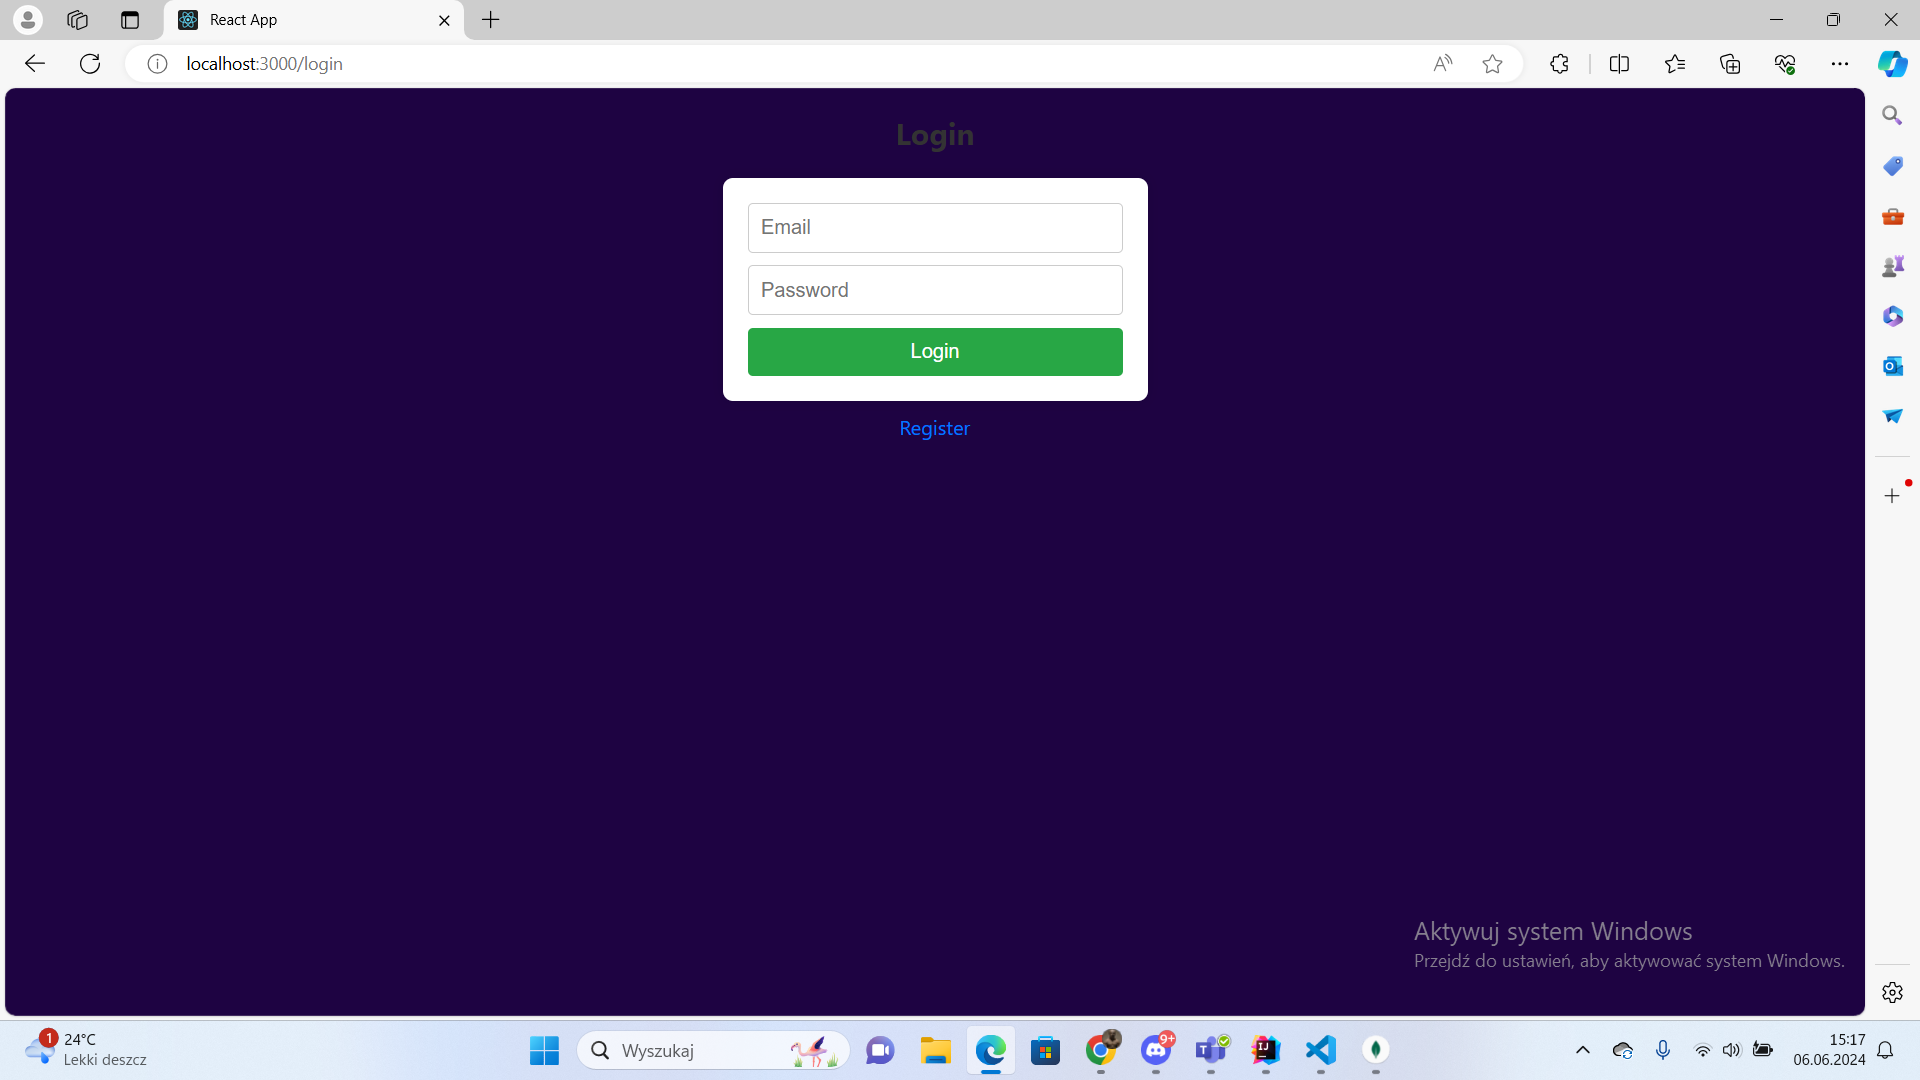 React App
localhost:3000/login
Login
Email
Password
Login
Register
Aktywuj system Windows
Przejdź do ustawień, aby aktywować system Windows.
1
24°C
Lekki deszcz
Wyszukaj
9+
15:17
06.06.2024